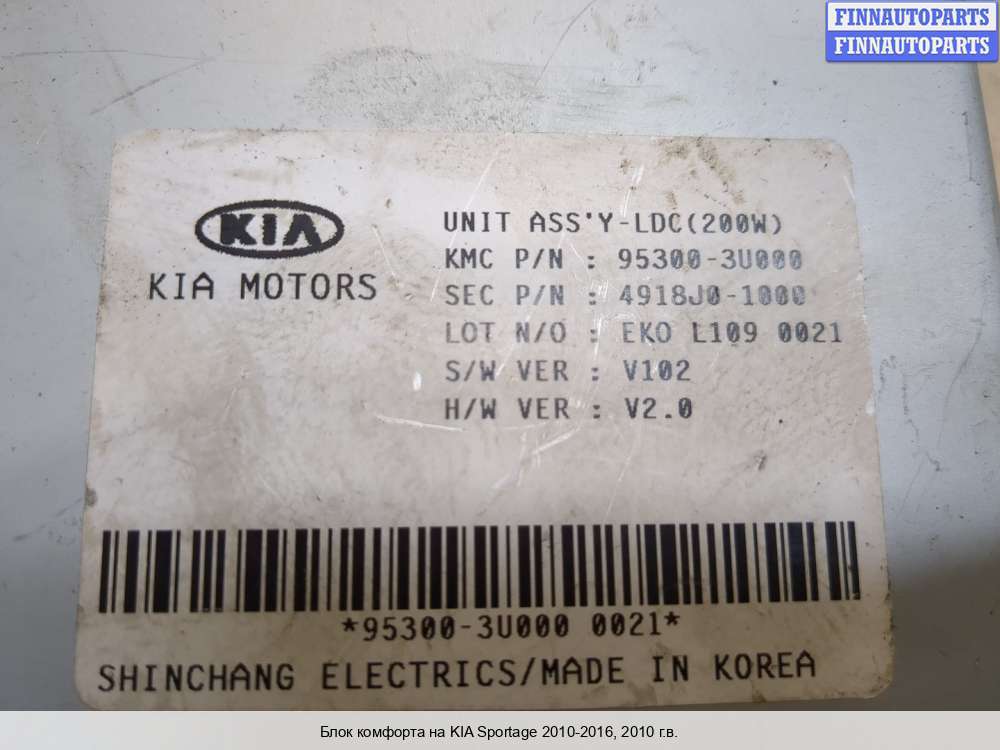 FINNAUTOPARTS
FINNAUTOPARTS
KIA
KIA MOTORS
UNIT ASS'Y-LDC(200W)
KMC P/N : 95300-3U000
SEC P/N : 4918J0-1000
LOT N/O : EKO L109 0021
S/W VER : V102
H/W VER : V2.0
*95300-3U000 0021*
SHINCHANG ELECTRICS/MADE IN KOREA
Блок комфорта на KIA Sportage 2010-2016, 2010 г.в.